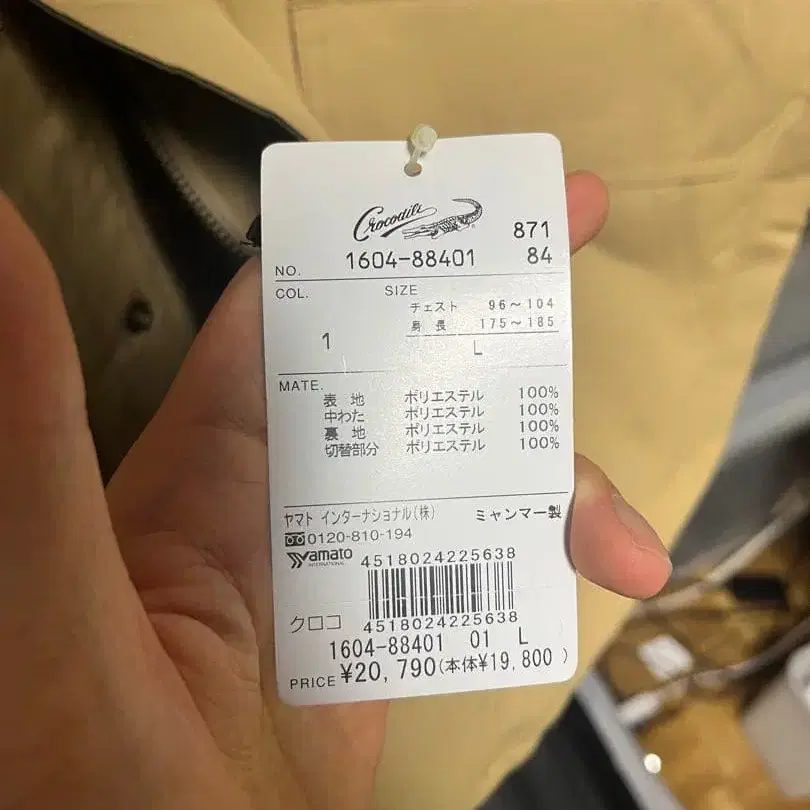 Crocodile
871
NO. 1604-88401 84
COL. SIZE
チェスト 96~104
身長 175~185
1 L
MATE.
表地 ポリエステル 100%
中わた ポリエステル 100%
裏地 ポリエステル 100%
切替部分 ポリエステル 100%
ヤマト インターナショナル(株) ミャンマー製
0120-810-194
Yamato 4518024225638
INTERNATIONAL
クロコ 4518024225638
1604-88401 01 L
PRICE ¥20,790(本体¥19,800 )